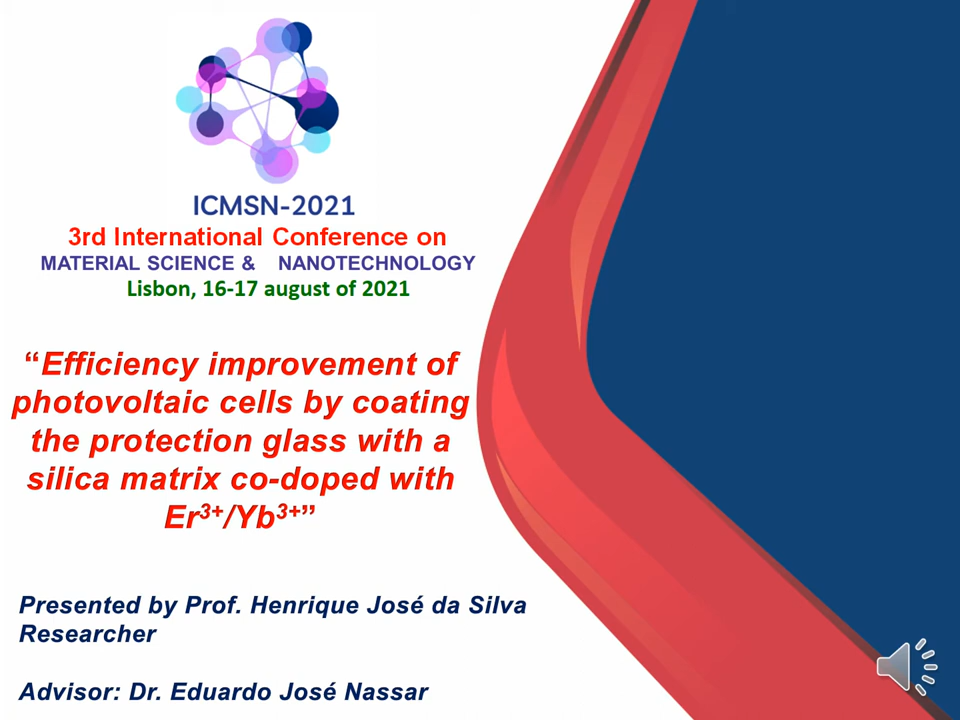 ICMSN-2021
3rd International Conference on
MATERIAL SCIENCE & NANOTECHNOLOGY
Lisbon, 16-17 august of 2021
“Efficiency improvement of
photovoltaic cells by coating
the protection glass with a
silica matrix co-doped with
Er³⁺/Yb³⁺”
Presented by Prof. Henrique José da Silva
Researcher
Advisor: Dr. Eduardo José Nassar